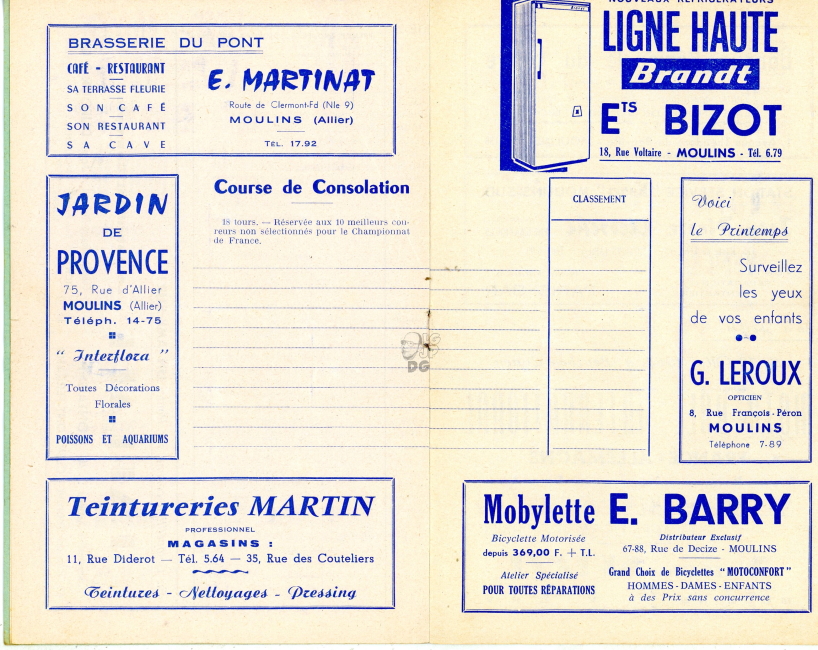 BRASSERIE DU PONT
CAFÉ - RESTAURANT
SA TERRASSE FLEURIE
SON CAFÉ
SON RESTAURANT
SA CAVE
E. MARTINAT
Route de Clermont-Fd (Nle 9)
MOULINS (Allier)
TÉL. 17.92
NOUVEAUX RÉFRIGÉRATEURS
LIGNE HAUTE
Brandt
ETS BIZOT
18, Rue Voltaire - MOULINS - Tél. 6.79
JARDIN
DE
PROVENCE
75, Rue d'Allier
MOULINS (Allier)
Téléph. 14-75
" Interflora "
Toutes Décorations
Florales
POISSONS ET AQUARIUMS
Course de Consolation
18 tours. — Réservée aux 10 meilleurs cou-
reurs non sélectionnés pour le Championnat
de France.
DG
CLASSEMENT
Voici
le Printemps
Surveillez
les yeux
de vos enfants
G. LEROUX
OPTICIEN
8, Rue François-Péron
MOULINS
Téléphone 7-89
Teintureries MARTIN
PROFESSIONNEL
MAGASINS :
11, Rue Diderot — Tél. 5.64 — 35, Rue des Couteliers
Teintures - Nettoyages - Pressing
Mobylette E. BARRY
Bicyclette Motorisée
depuis 369,00 F. + T.L.
Atelier Spécialisé
POUR TOUTES RÉPARATIONS
Distributeur Exclusif
67-88, Rue de Decize - MOULINS
Grand Choix de Bicyclettes "MOTOCONFORT"
HOMMES - DAMES - ENFANTS
à des Prix sans concurrence